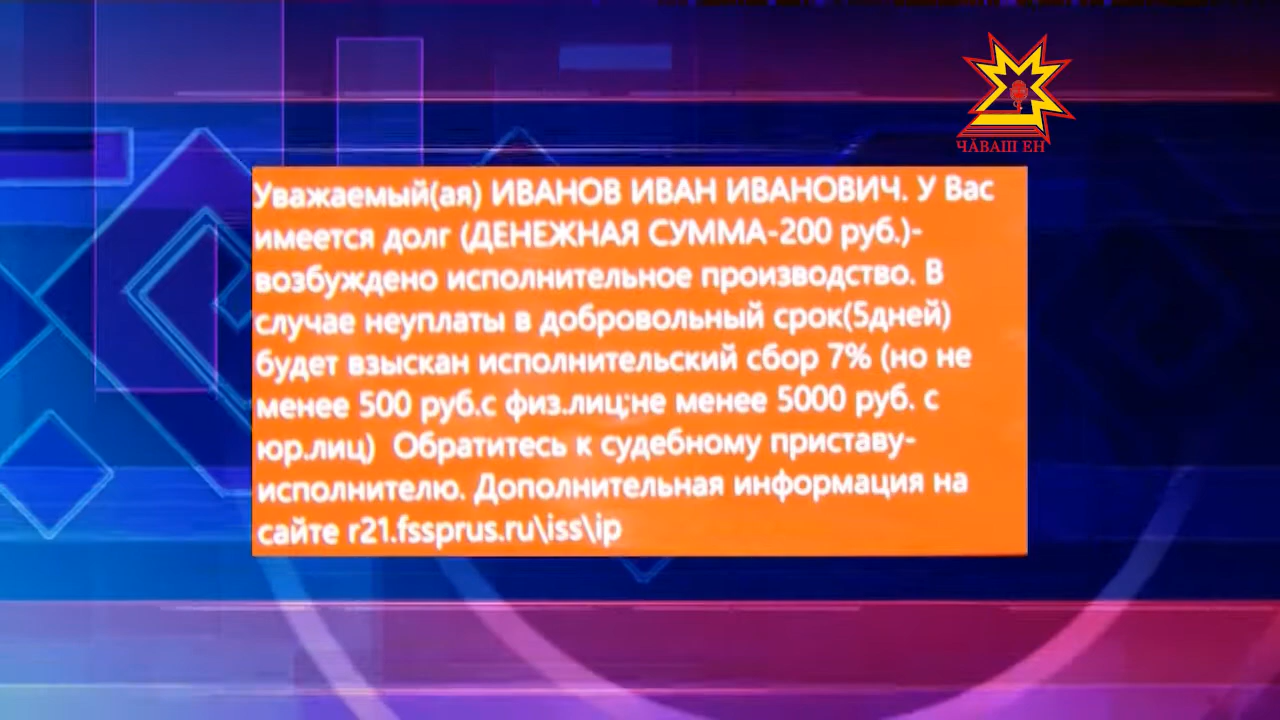 ЧӐВАШ ЕН
Уважаемый(ая) ИВАНОВ ИВАН ИВАНОВИЧ. У Вас
имеется долг (ДЕНЕЖНАЯ СУММА-200 руб.)-
возбуждено исполнительное производство. В
случае неуплаты в добровольный срок(5дней)
будет взыскан исполнительский сбор 7% (но не
менее 500 руб.с физ.лиц;не менее 5000 руб. с
юр.лиц)  Обратитесь к судебному приставу-
исполнителю. Дополнительная информация на
сайте r21.fssprus.ru\iss\ip